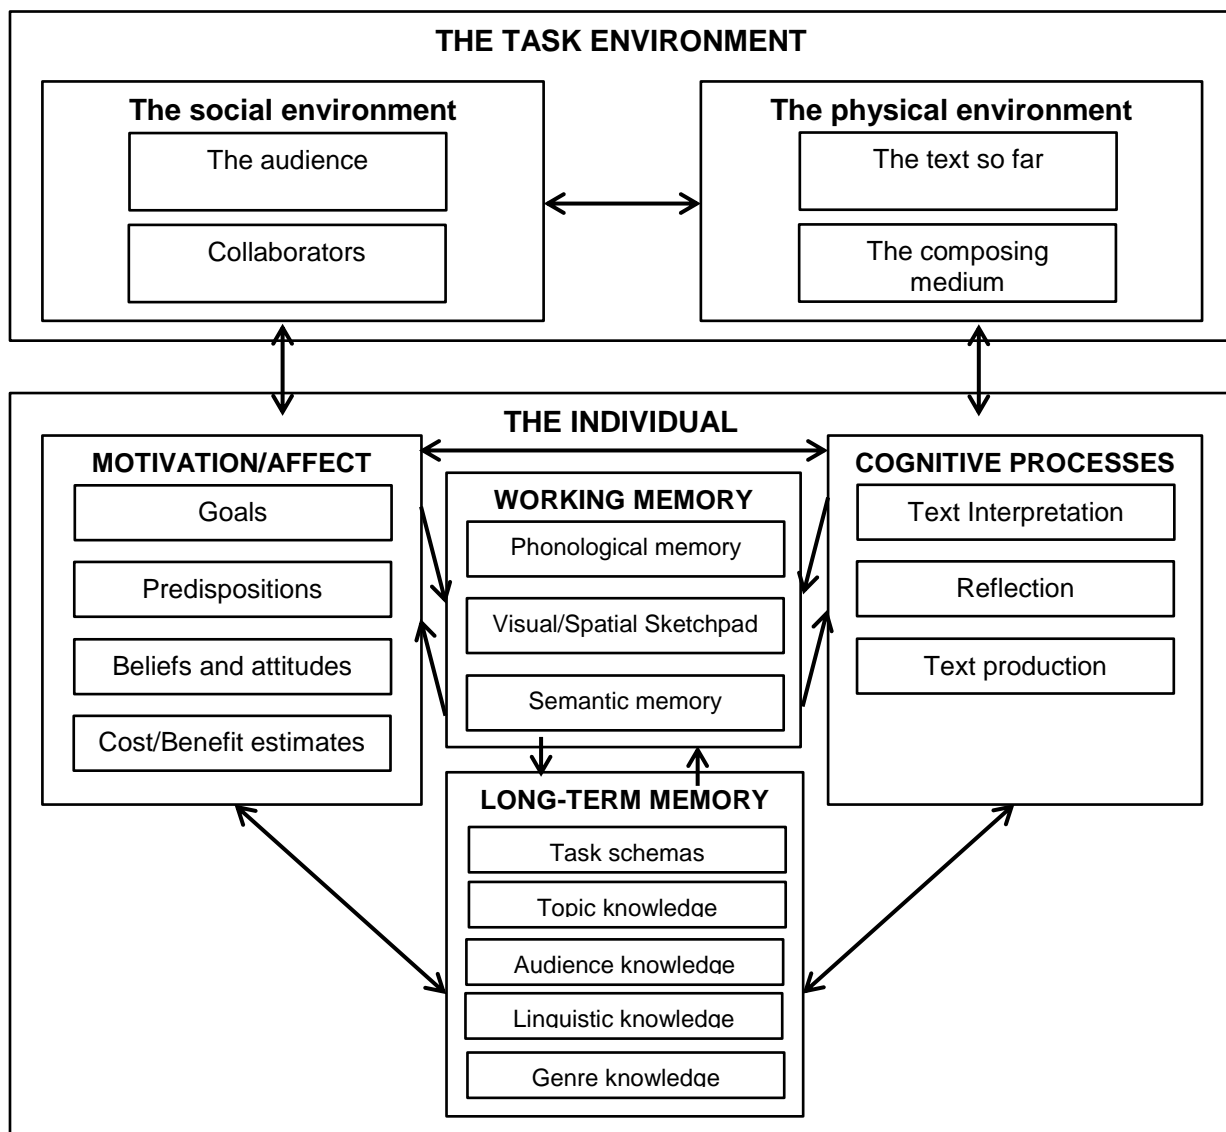 THE TASK ENVIRONMENT
The social environment
The audience
Collaborators
The physical environment
The text so far
The composing
medium
THE INDIVIDUAL
MOTIVATION/AFFECT
Goals
Predispositions
Beliefs and attitudes
Cost/Benefit estimates
WORKING MEMORY
Phonological memory
Visual/Spatial Sketchpad
Semantic memory
COGNITIVE PROCESSES
Text Interpretation
Reflection
Text production
LONG-TERM MEMORY
Task schemas
Topic knowledge
Audience knowledge
Linguistic knowledge
Genre knowledge